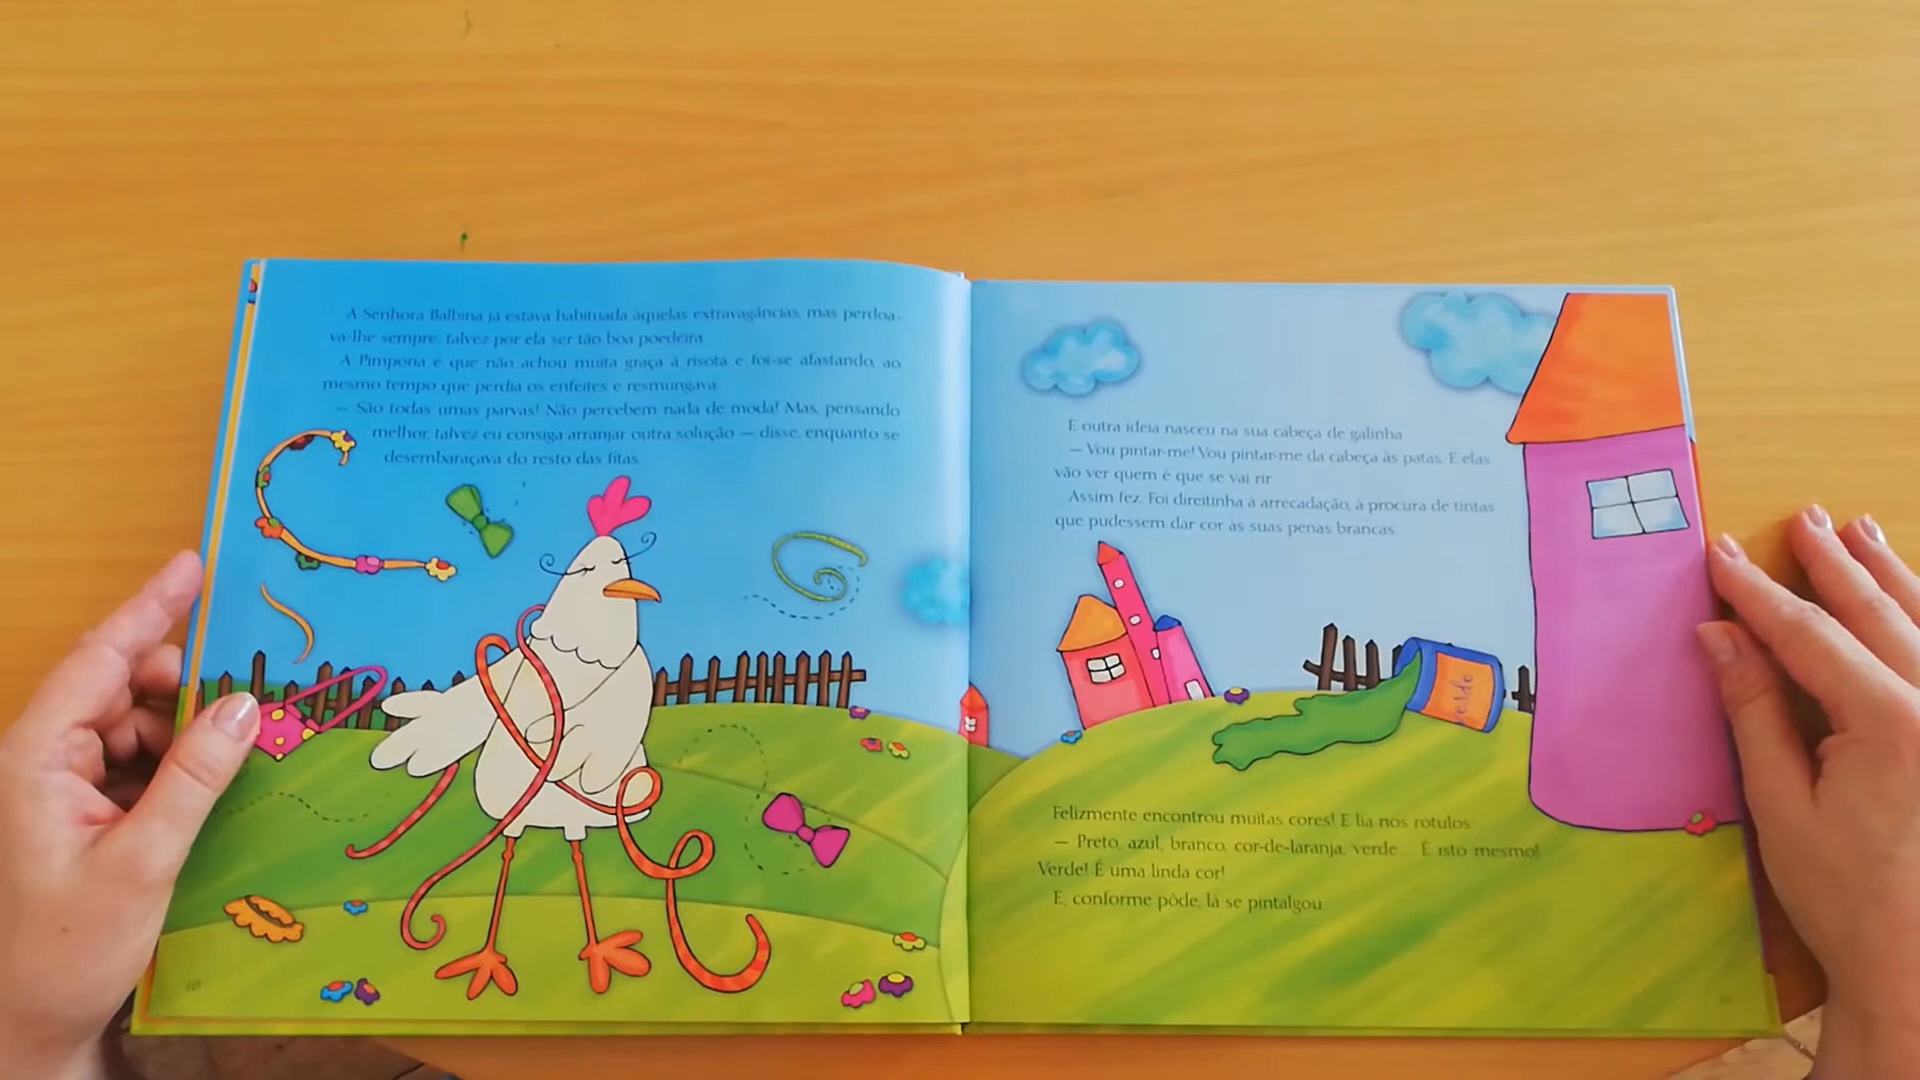 A Senhora Balbina já estava habituada àquelas extravagâncias, mas perdoa-
va-lhe sempre, talvez por ela ser tão boa poedeira.
A Pimpona é que não achou muita graça à risota e foi-se afastando, ao
mesmo tempo que perdia os enfeites e resmungava:
— São todas umas parvas! Não percebem nada de moda! Mas, pensando
melhor, talvez eu consiga arranjar outra solução — disse, enquanto se
desembaraçava do resto das fitas.
10
E outra ideia nasceu na sua cabeça de galinha.
— Vou pintar-me! Vou pintar-me da cabeça às patas. E elas
vão ver quem é que se vai rir.
Assim fez. Foi direitinha à arrecadação, à procura de tintas
que pudessem dar cor às suas penas brancas.
Velde
Felizmente encontrou muitas cores! E lia nos rótulos:
— Preto, azul, branco, cor-de-laranja, verde... É isto mesmo!
Verde! É uma linda cor!
E, conforme pôde, lá se pintalgou.